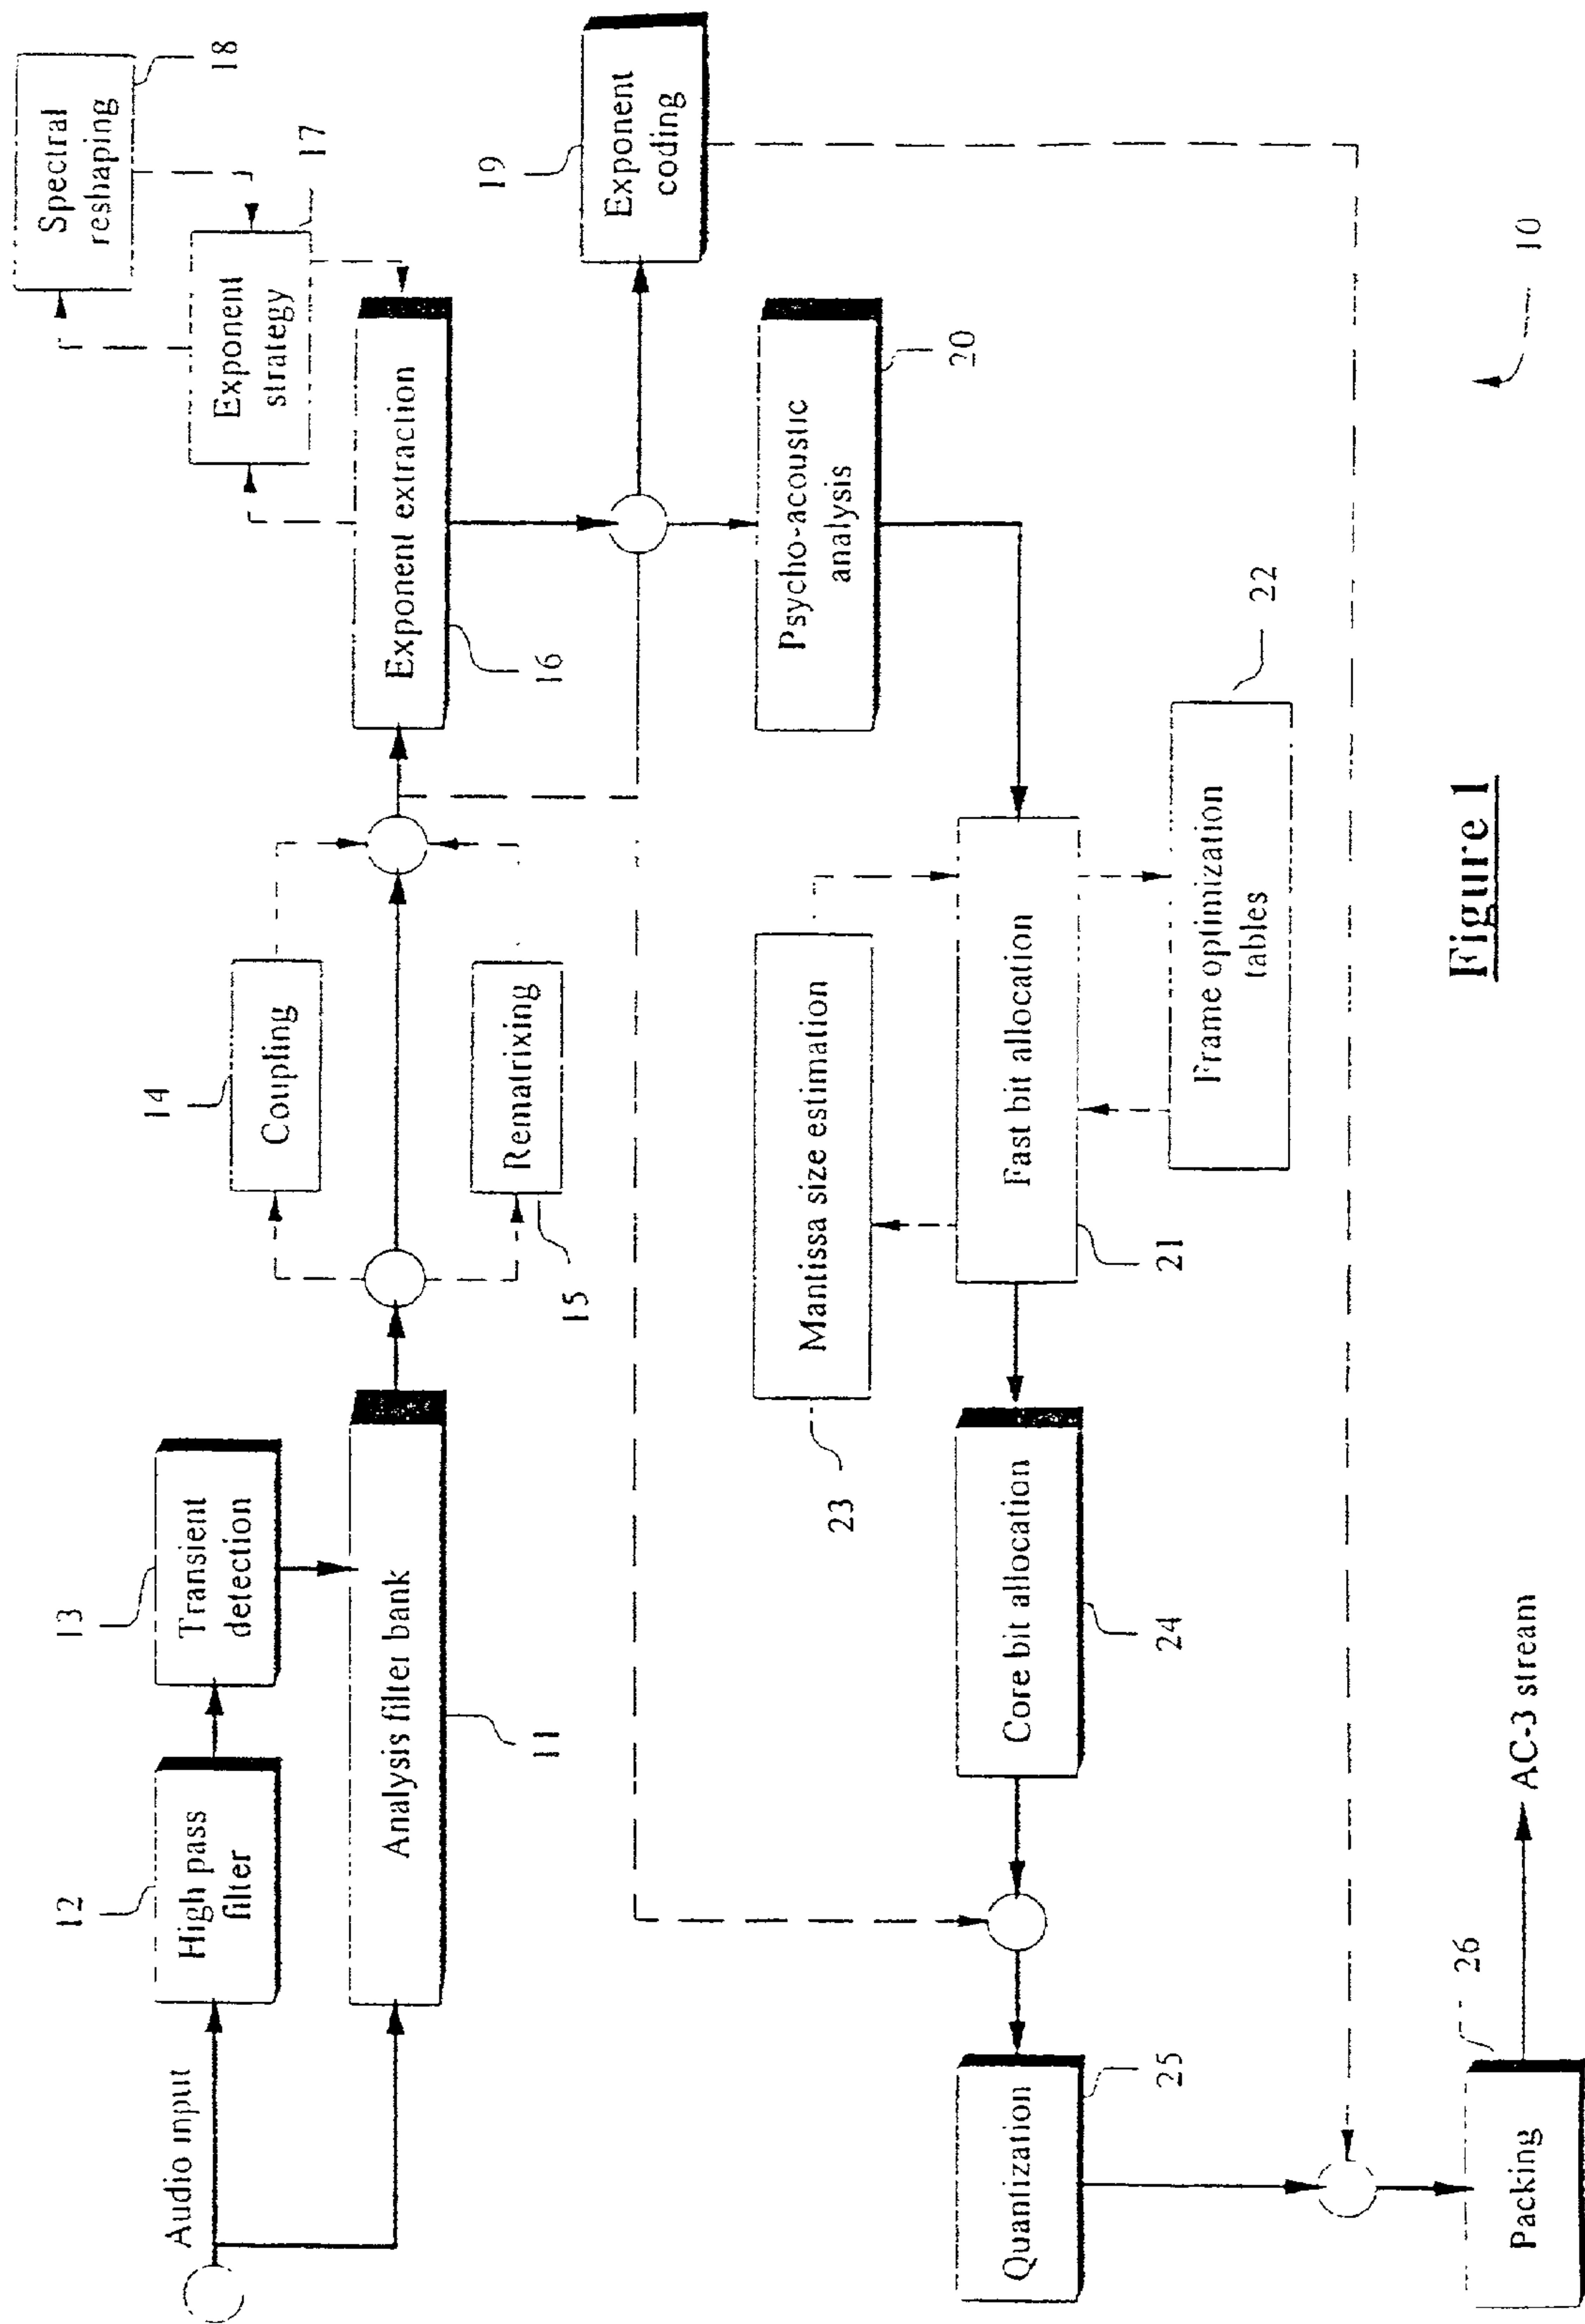 Audio input
12
High pass
filter
13
Transient
detection
Analysis filter bank
11
14
Coupling
Rematrixing
15
18
Spectral
reshaping
17
Exponent
strategy
Exponent extraction
16
19
Exponent
coding
Psycho-acoustic
analysis
20
Mantissa size estimation
23
Fast bit allocation
21
22
Frame optimization
tables
Core bit allocation
24
Quantization
25
26
Packing
AC-3 stream
10
Figure 1